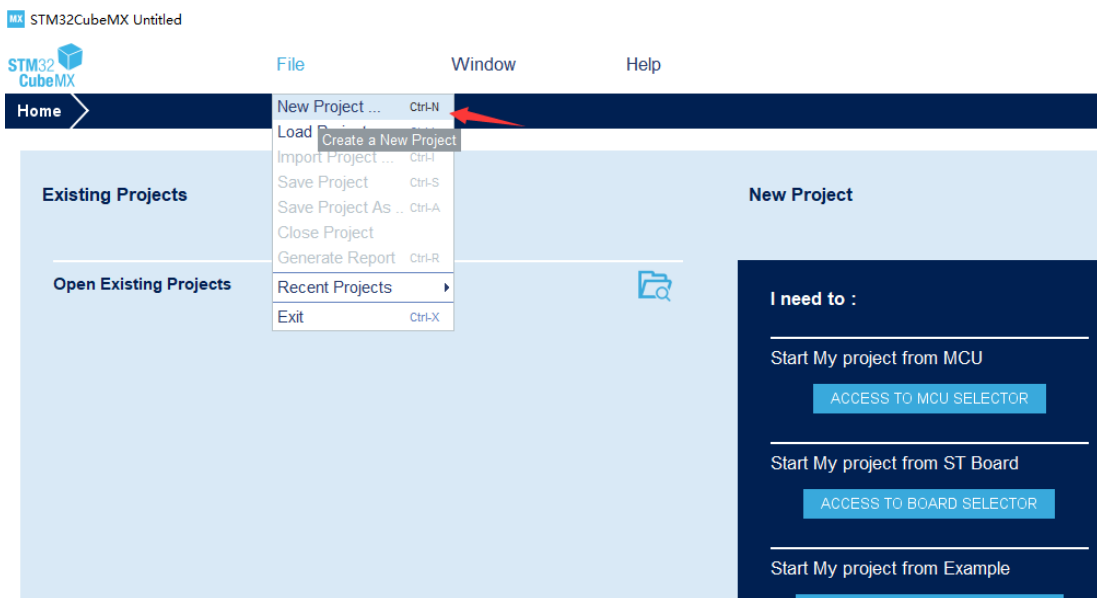 MX STM32CubeMX Untitled
STM32
CubeMX
File Window Help
Home
New Project ... Ctrl-N
Load
Create a New Project
Import Project ... Ctrl-I
Save Project Ctrl-S
Save Project As .. Ctrl-A
Close Project
Generate Report Ctrl-R
Recent Projects
Exit Ctrl-X
Existing Projects
Open Existing Projects
New Project
I need to :
Start My project from MCU
ACCESS TO MCU SELECTOR
Start My project from ST Board
ACCESS TO BOARD SELECTOR
Start My project from Example